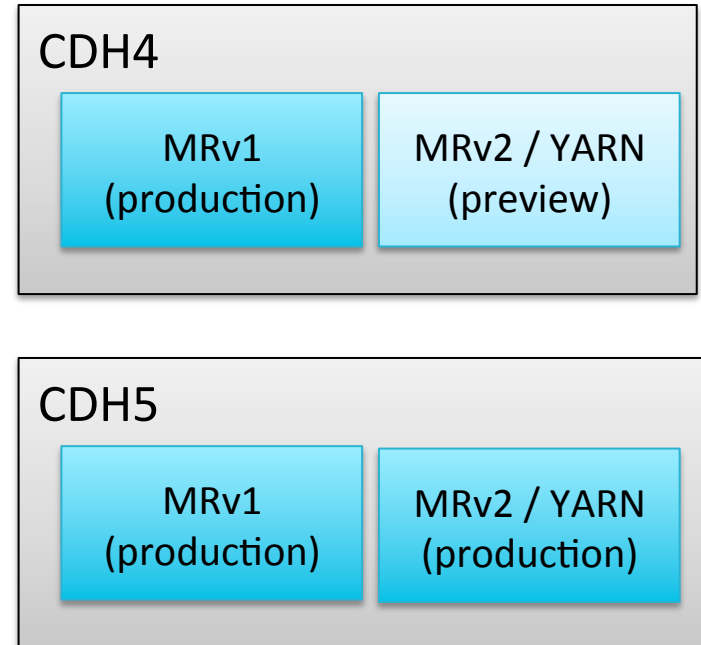 CDH4
MRv1
(production)
MRv2 / YARN
(preview)
CDH5
MRv1
(production)
MRv2 / YARN
(production)